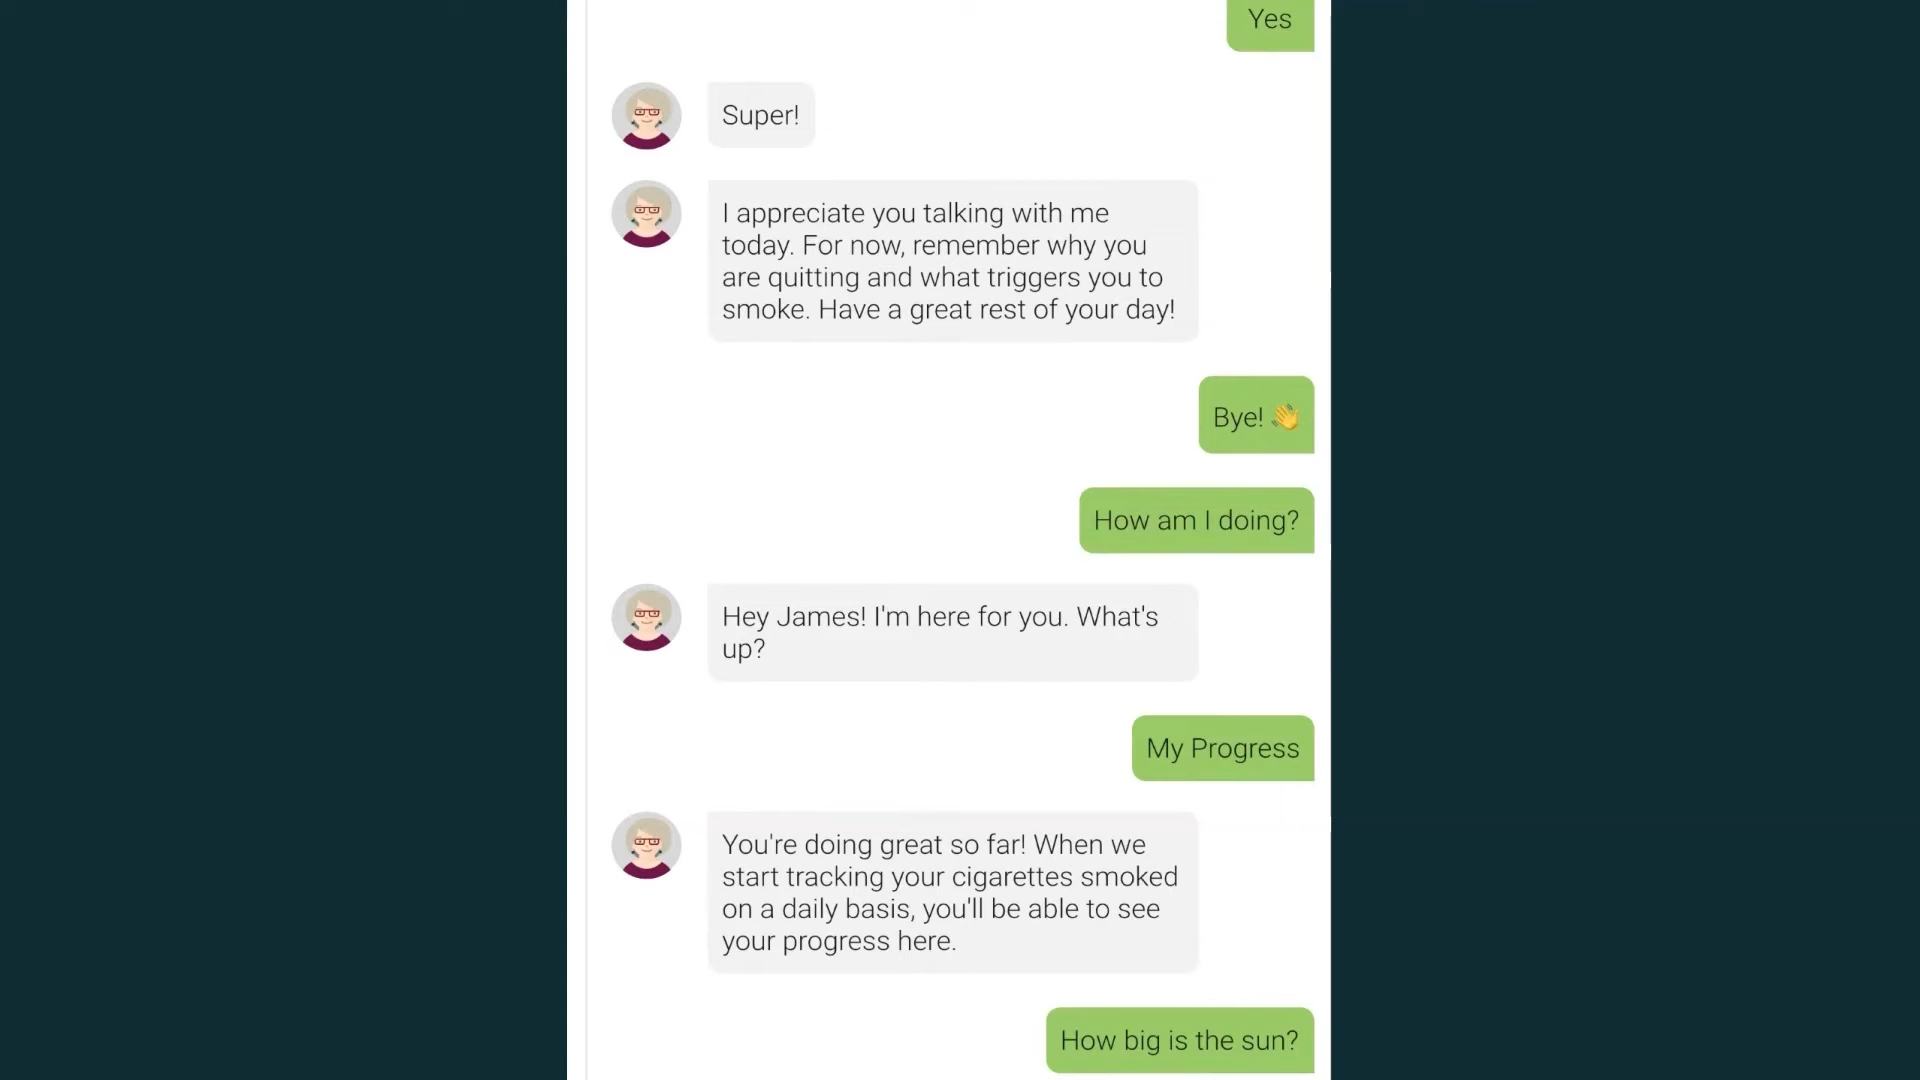 Yes
Super!
I appreciate you talking with me
today. For now, remember why you
are quitting and what triggers you to
smoke. Have a great rest of your day!
Bye! 👋
How am I doing?
Hey James! I'm here for you. What's
up?
My Progress
You're doing great so far! When we
start tracking your cigarettes smoked
on a daily basis, you'll be able to see
your progress here.
How big is the sun?